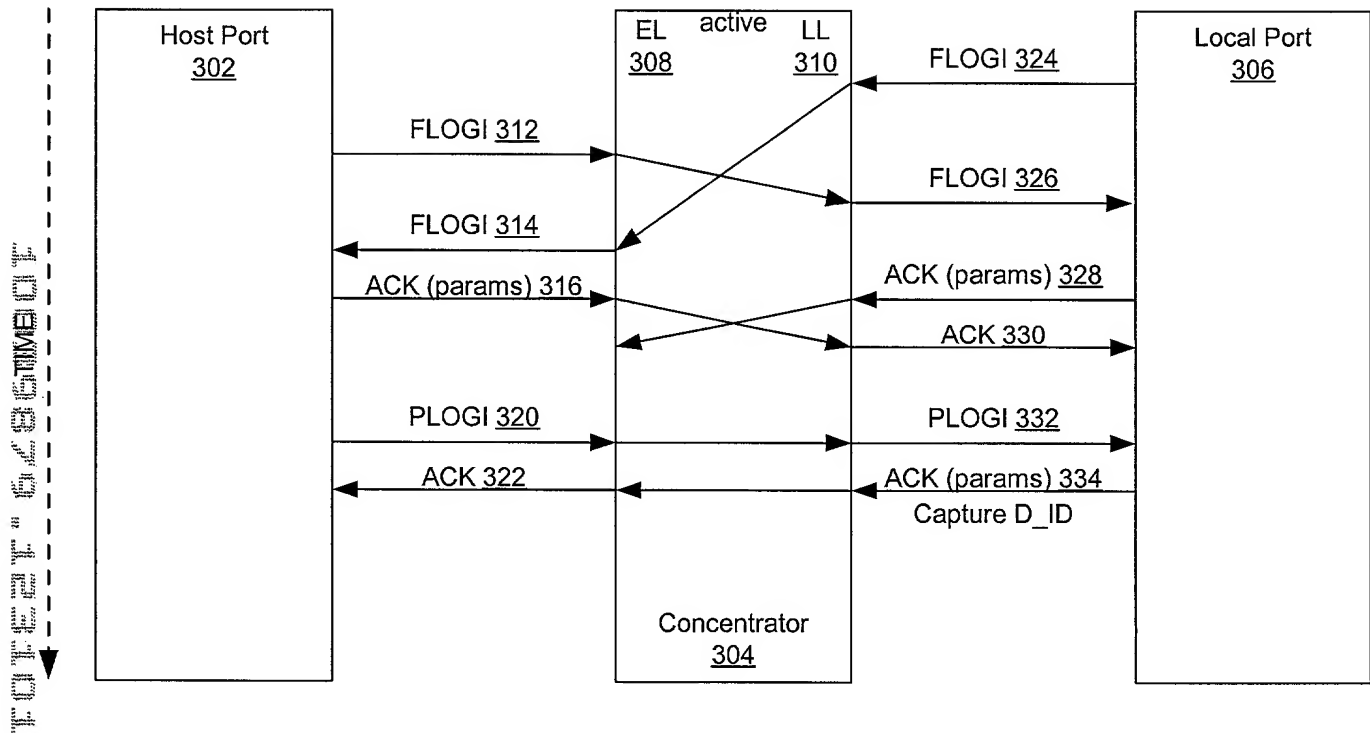 Host Port
302
EL
308
active
LL
310
Local Port
306
FLOGI 324
FLOGI 312
FLOGI 326
FLOGI 314
ACK (params) 316
ACK (params) 328
ACK 330
PLOGI 320
PLOGI 332
ACK 322
ACK (params) 334
Capture D_ID
Concentrator
304
TIME